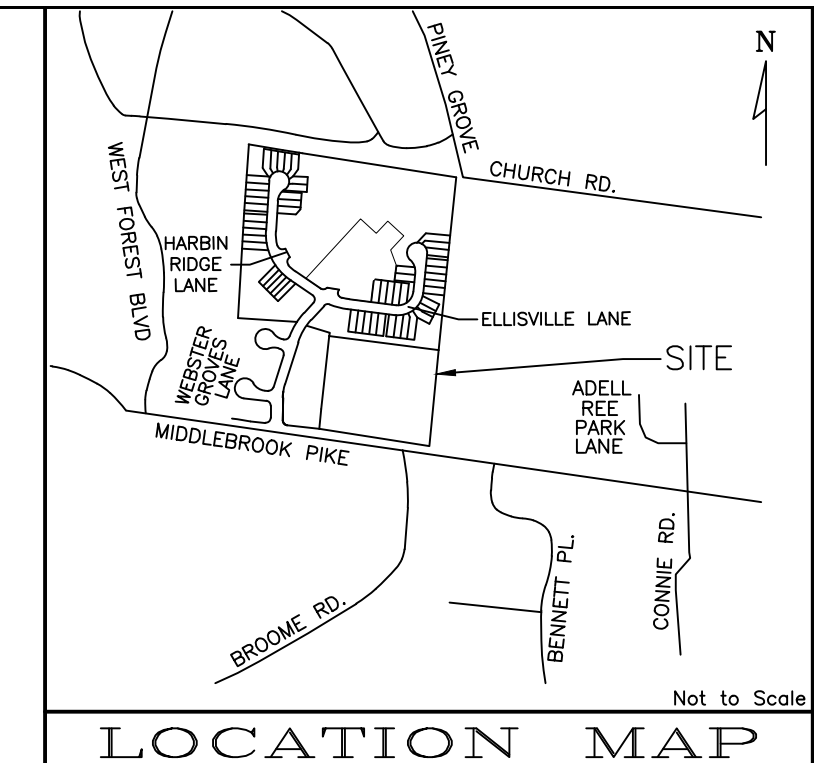 N
PINEY GROVE
CHURCH RD.
WEST FOREST BLVD
HARBIN
RIDGE
LANE
ELLISVILLE LANE
SITE
WEBSTER
GROVES
LANE
ADELL
REE
PARK
LANE
MIDDLEBROOK PIKE
BROOME RD.
BENNETT PL.
CONNIE RD.
Not to Scale
LOCATION MAP